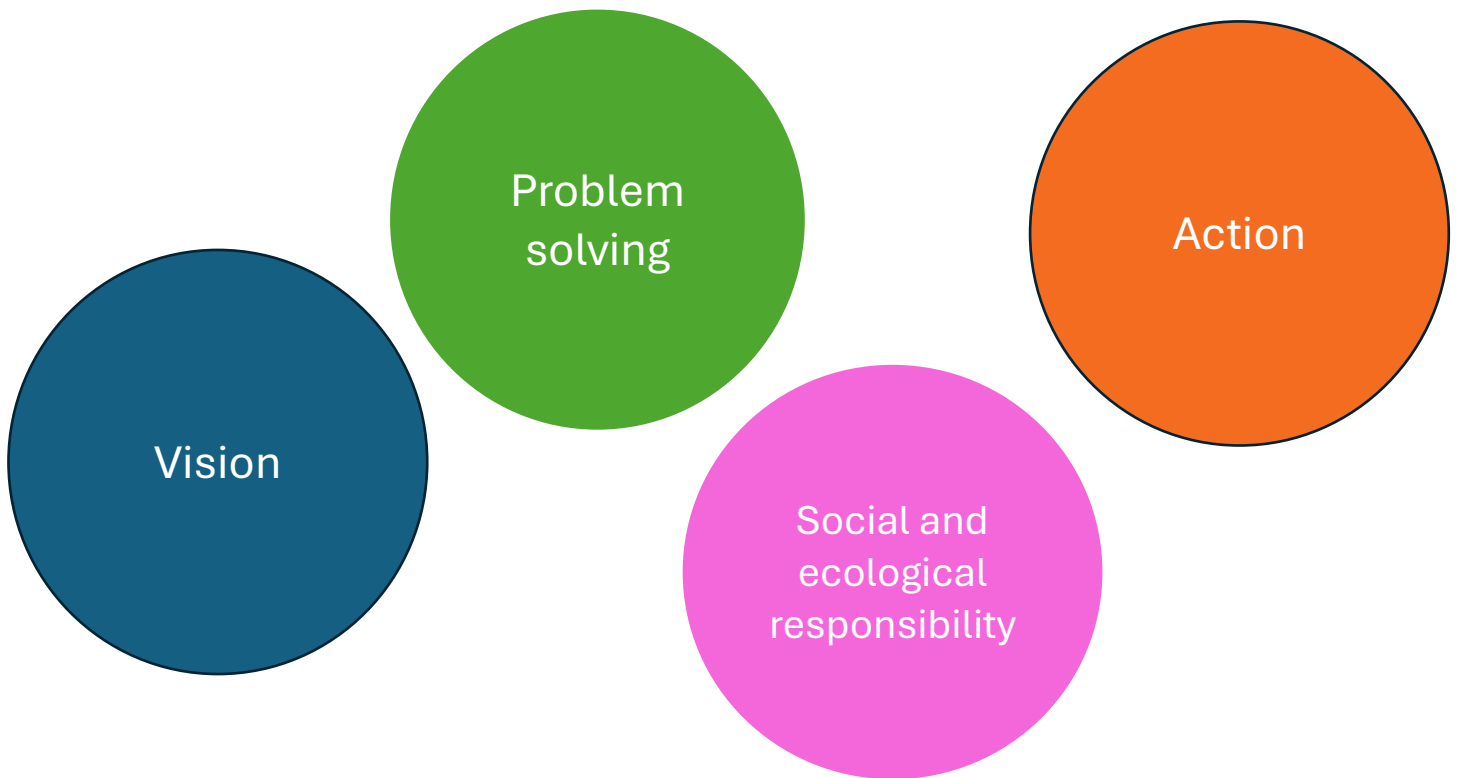 Problem
solving
Action
Vision
Social and
ecological
responsibility